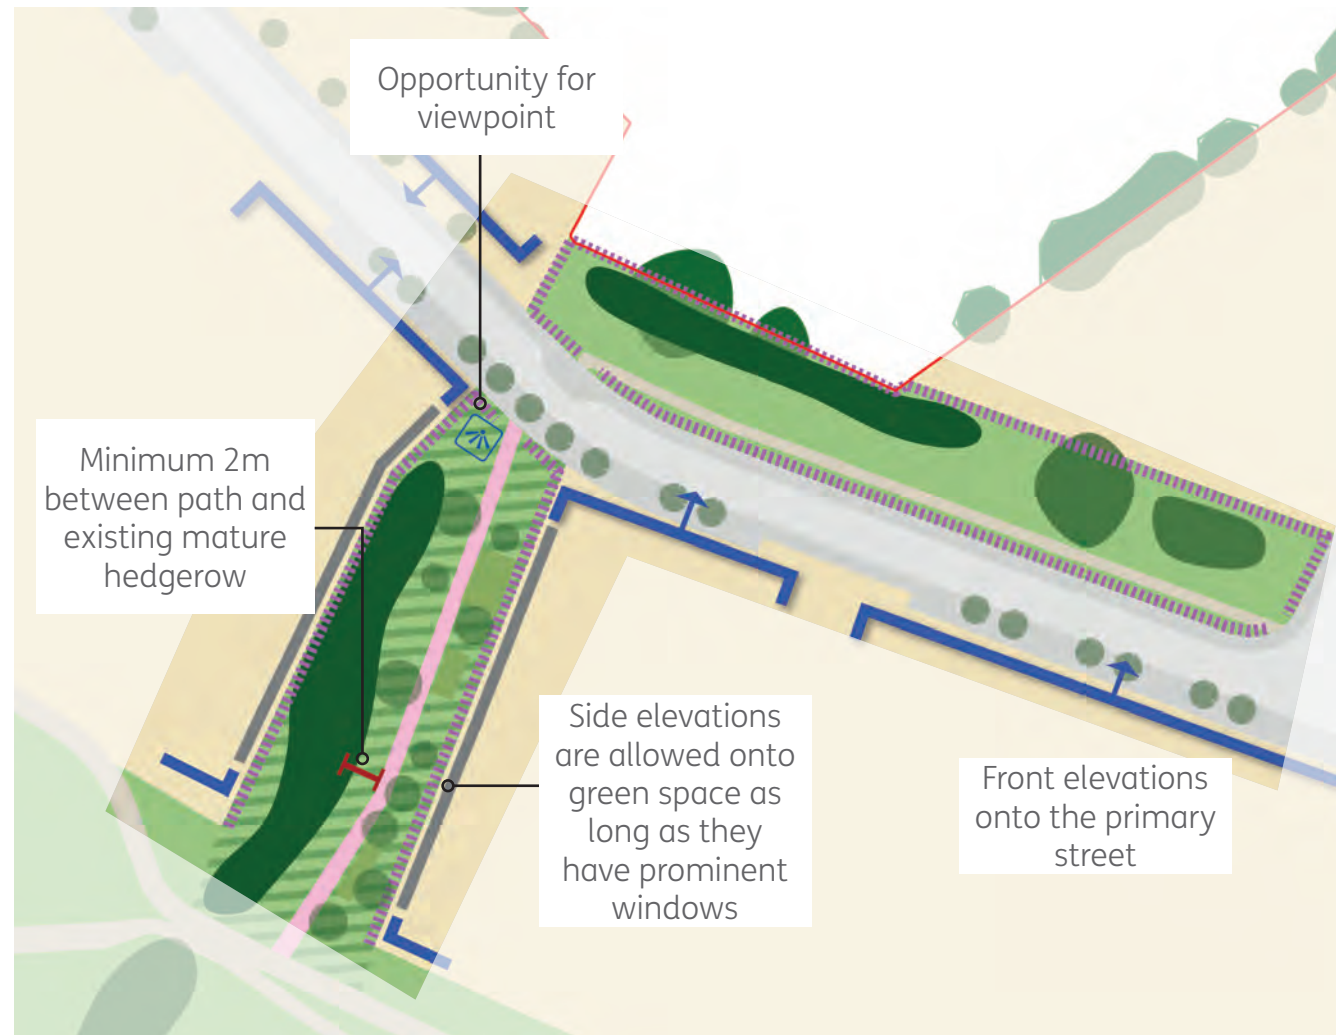 Opportunity for
viewpoint
Minimum 2m
between path and
existing mature
hedgerow
Side elevations
are allowed onto
green space as
long as they
have prominent
windows
Front elevations
onto the primary
street